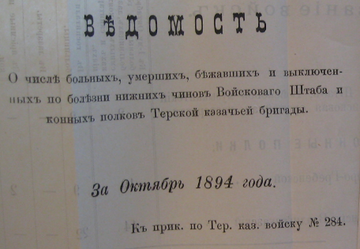 ВѢДОМОСТЬ
О числѣ больныхъ, умершихъ, бѣжавшихъ и выключен-
ныхъ по болѣзни нижнихъ чиновъ Войсковаго Штаба и
конныхъ полковъ Терской казачьей бригады.
За Октябрь 1894 года.
Къ прик. по Тер. каз. войску № 284.